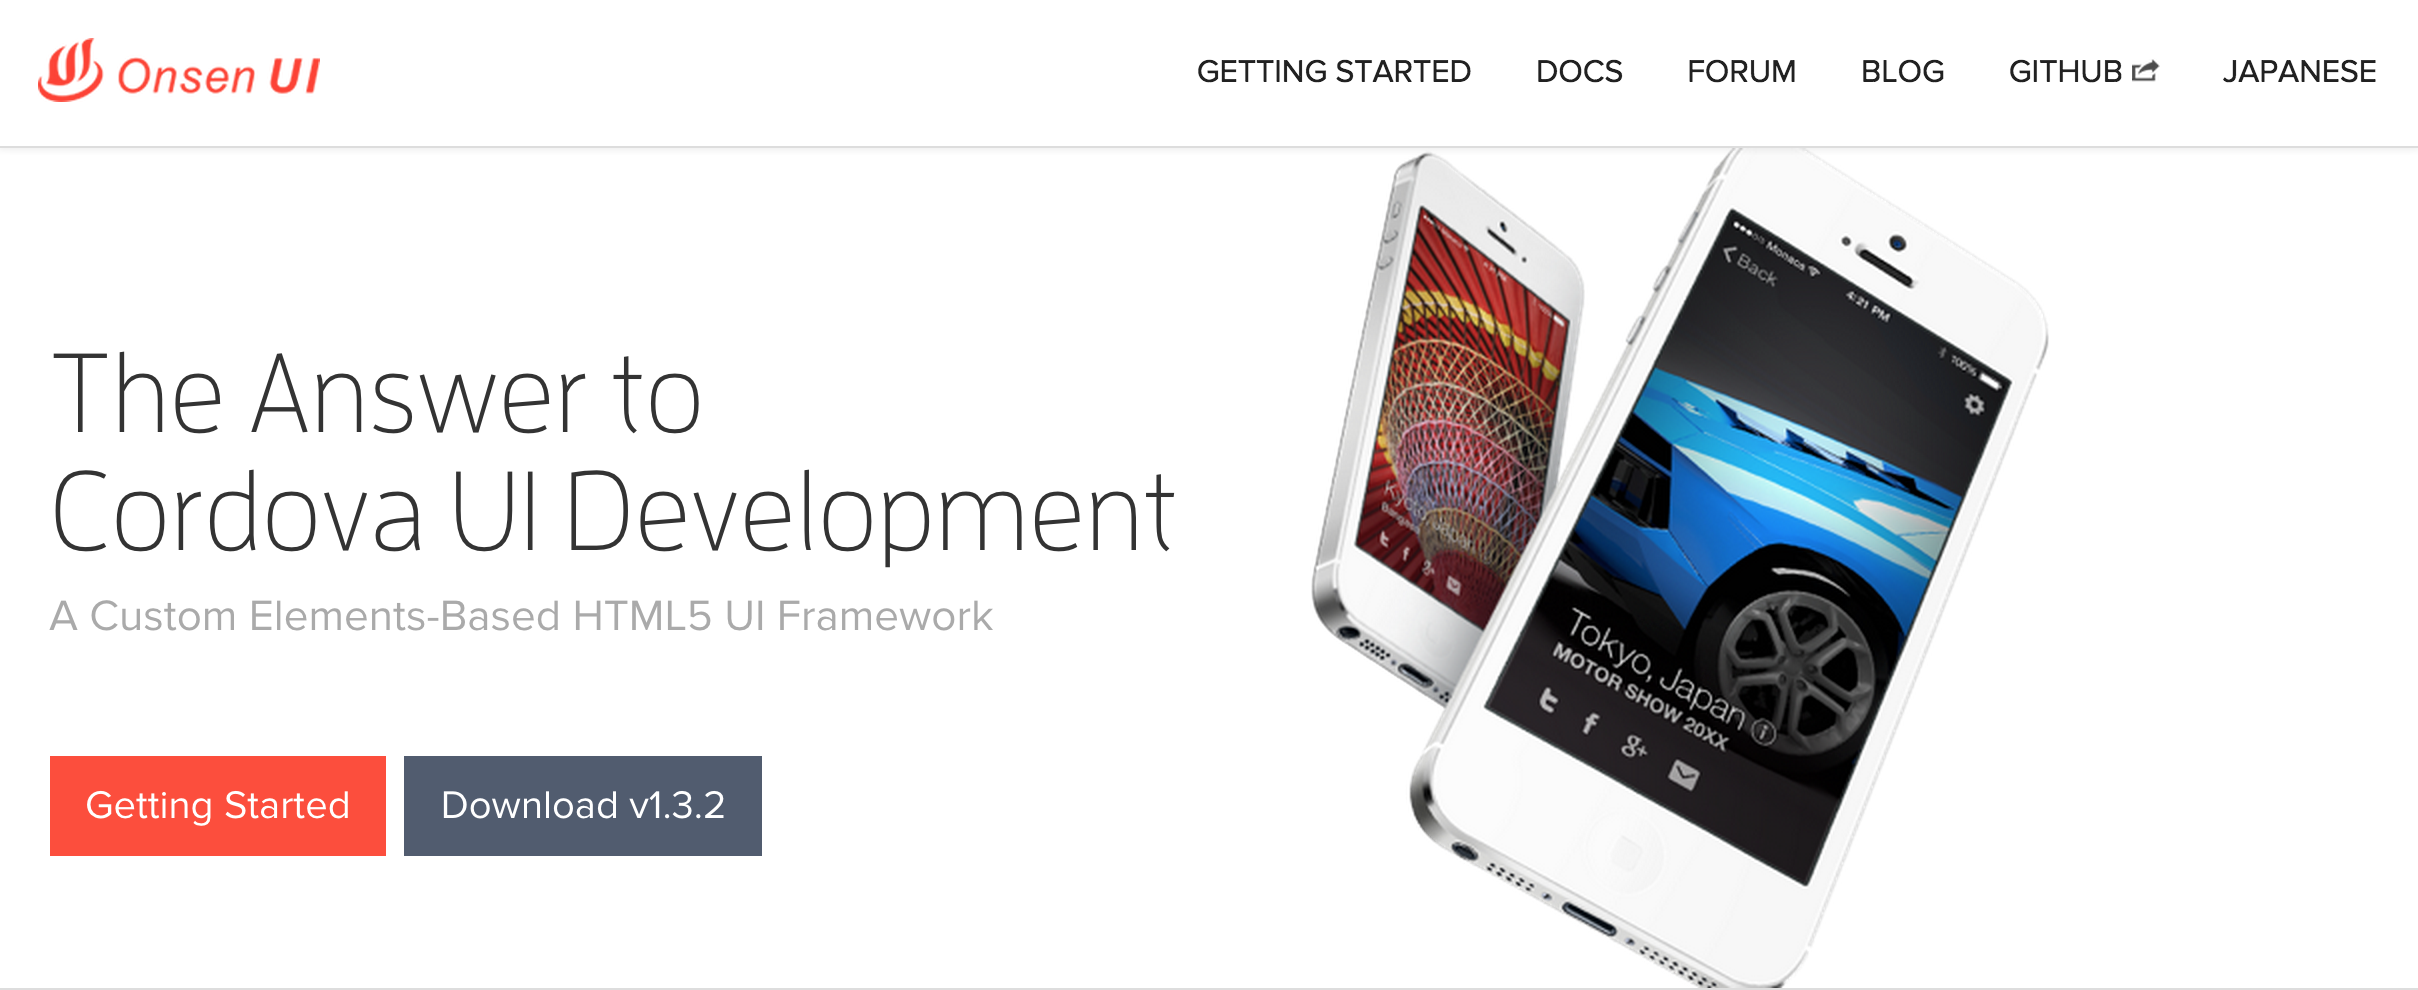 Onsen UI
GETTING STARTED
DOCS
FORUM
BLOG
GITHUB
JAPANESE
The Answer to
Cordova UI Development
A Custom Elements-Based HTML5 UI Framework
Getting Started
Download v1.3.2
Monaco
Back
4:21 PM
100%
Tokyo, Japan
MOTOR SHOW 20XX